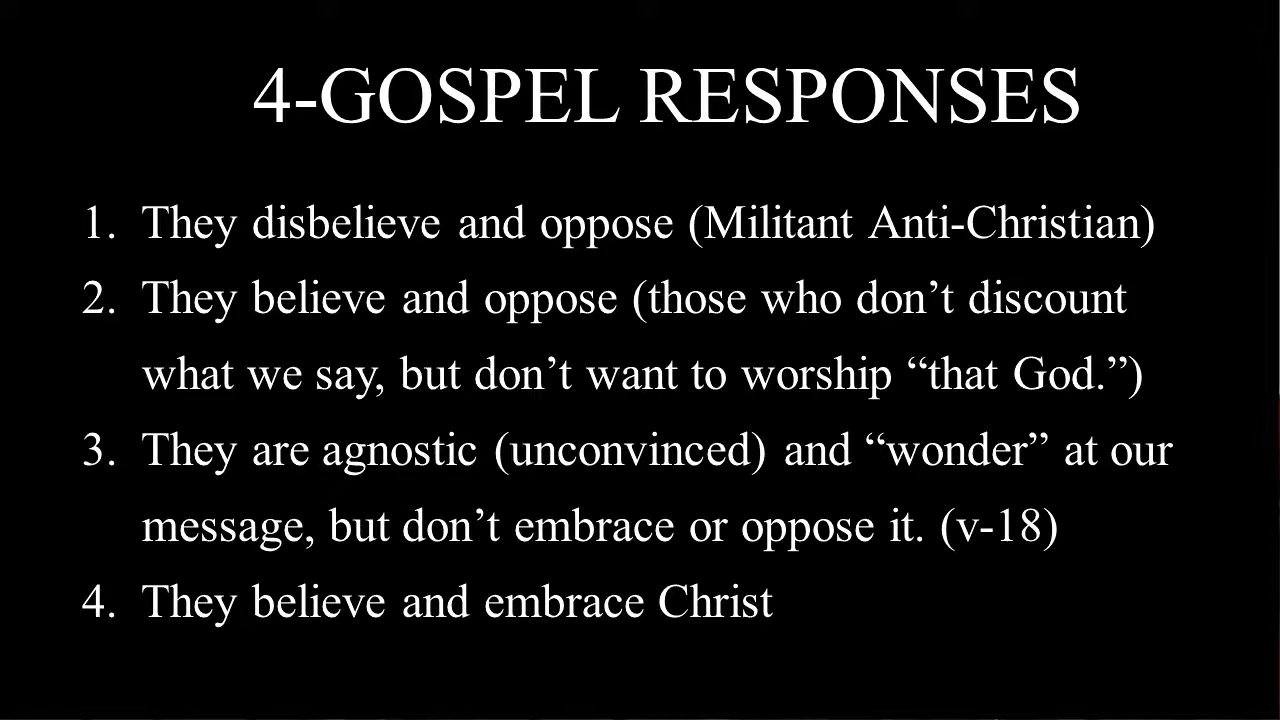 4-GOSPEL RESPONSES
1. They disbelieve and oppose (Militant Anti-Christian)
2. They believe and oppose (those who don’t discount
what we say, but don’t want to worship “that God.”)
3. They are agnostic (unconvinced) and “wonder” at our
message, but don’t embrace or oppose it. (v-18)
4. They believe and embrace Christ